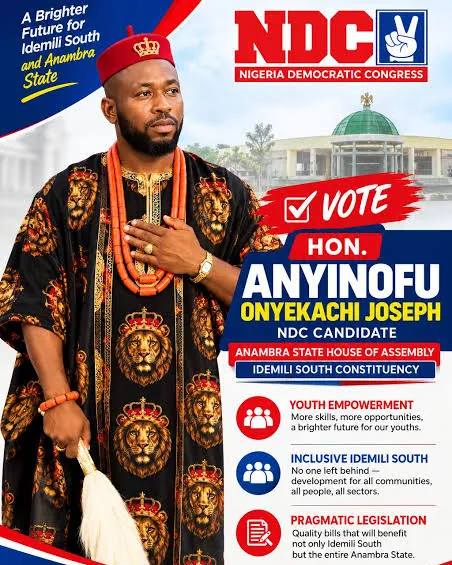 A Brighter
Future for
Idemili South
and Anambra
State
NDC
NIGERIA DEMOCRATIC CONGRESS
VOTE
HON.
ANYINOFU
ONYEKACHI JOSEPH
NDC CANDIDATE
ANAMBRA STATE HOUSE OF ASSEMBLY
IDEMILI SOUTH CONSTITUENCY
YOUTH EMPOWERMENT
More skills, more opportunities,
a brighter future for our youths.
INCLUSIVE IDEMILI SOUTH
No one left behind —
development for all communities,
all people, all sectors.
PRAGMATIC LEGISLATION
Quality bills that will benefit
not only Idemili South
but the entire Anambra State.